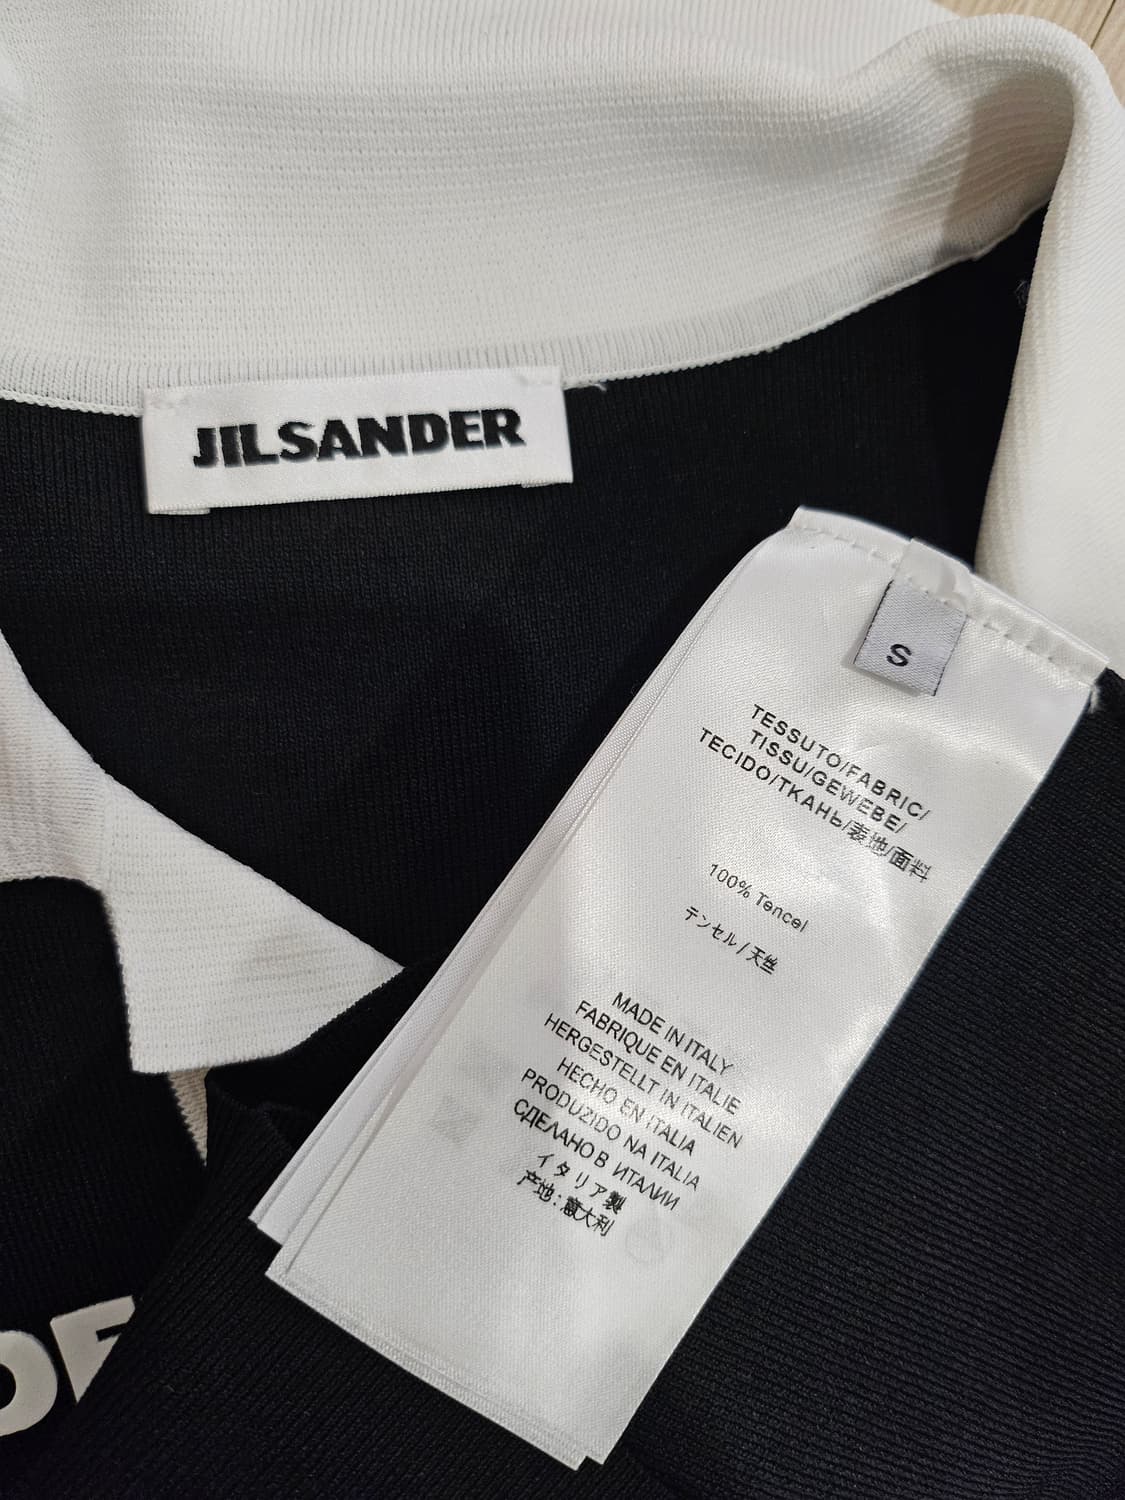 JIL SANDER
S
TESSUTO/FABRIC/
TISSU/GEWEBE/
TECIDO/ТКАНЬ/表地/面料
100% Tencel
テンセル / 天丝
MADE IN ITALY
FABRIQUE EN ITALIE
HERGESTELLT IN ITALIEN
HECHO EN ITALIA
PRODUZIDO NA ITALIA
СДЕЛАНО В ИТАЛИИ
イタリア製
产地：意大利